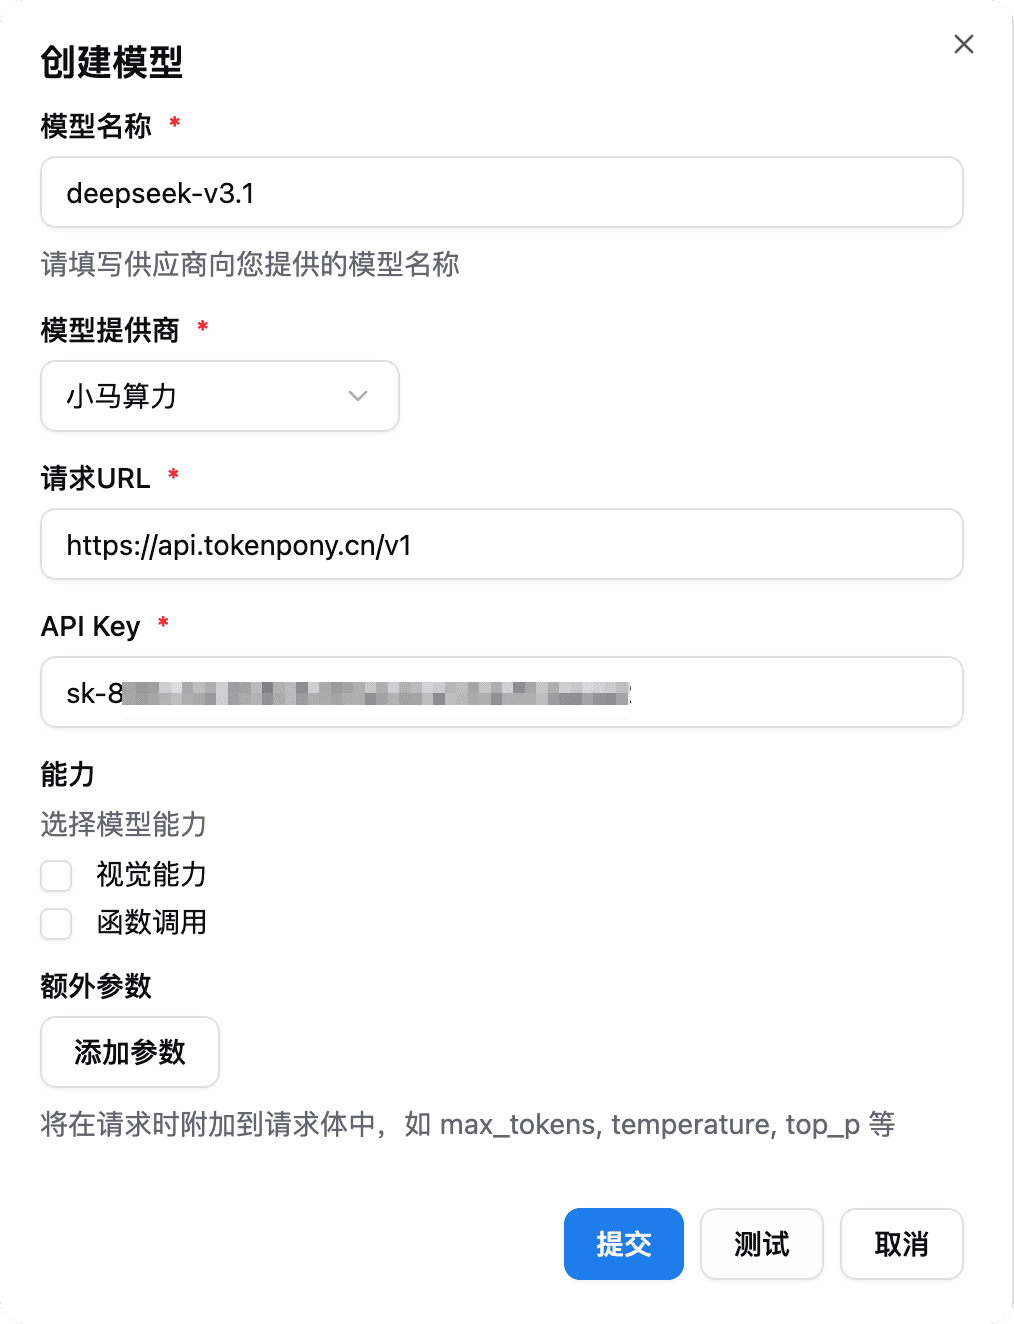 创建模型
模型名称 *
deepseek-v3.1
请填写供应商向您提供的模型名称
模型提供商 *
小马算力
请求URL *
https://api.tokenpony.cn/v1
API Key *
sk-8
能力
选择模型能力
视觉能力
函数调用
额外参数
添加参数
将在请求时附加到请求体中，如 max_tokens, temperature, top_p 等
提交 测试 取消